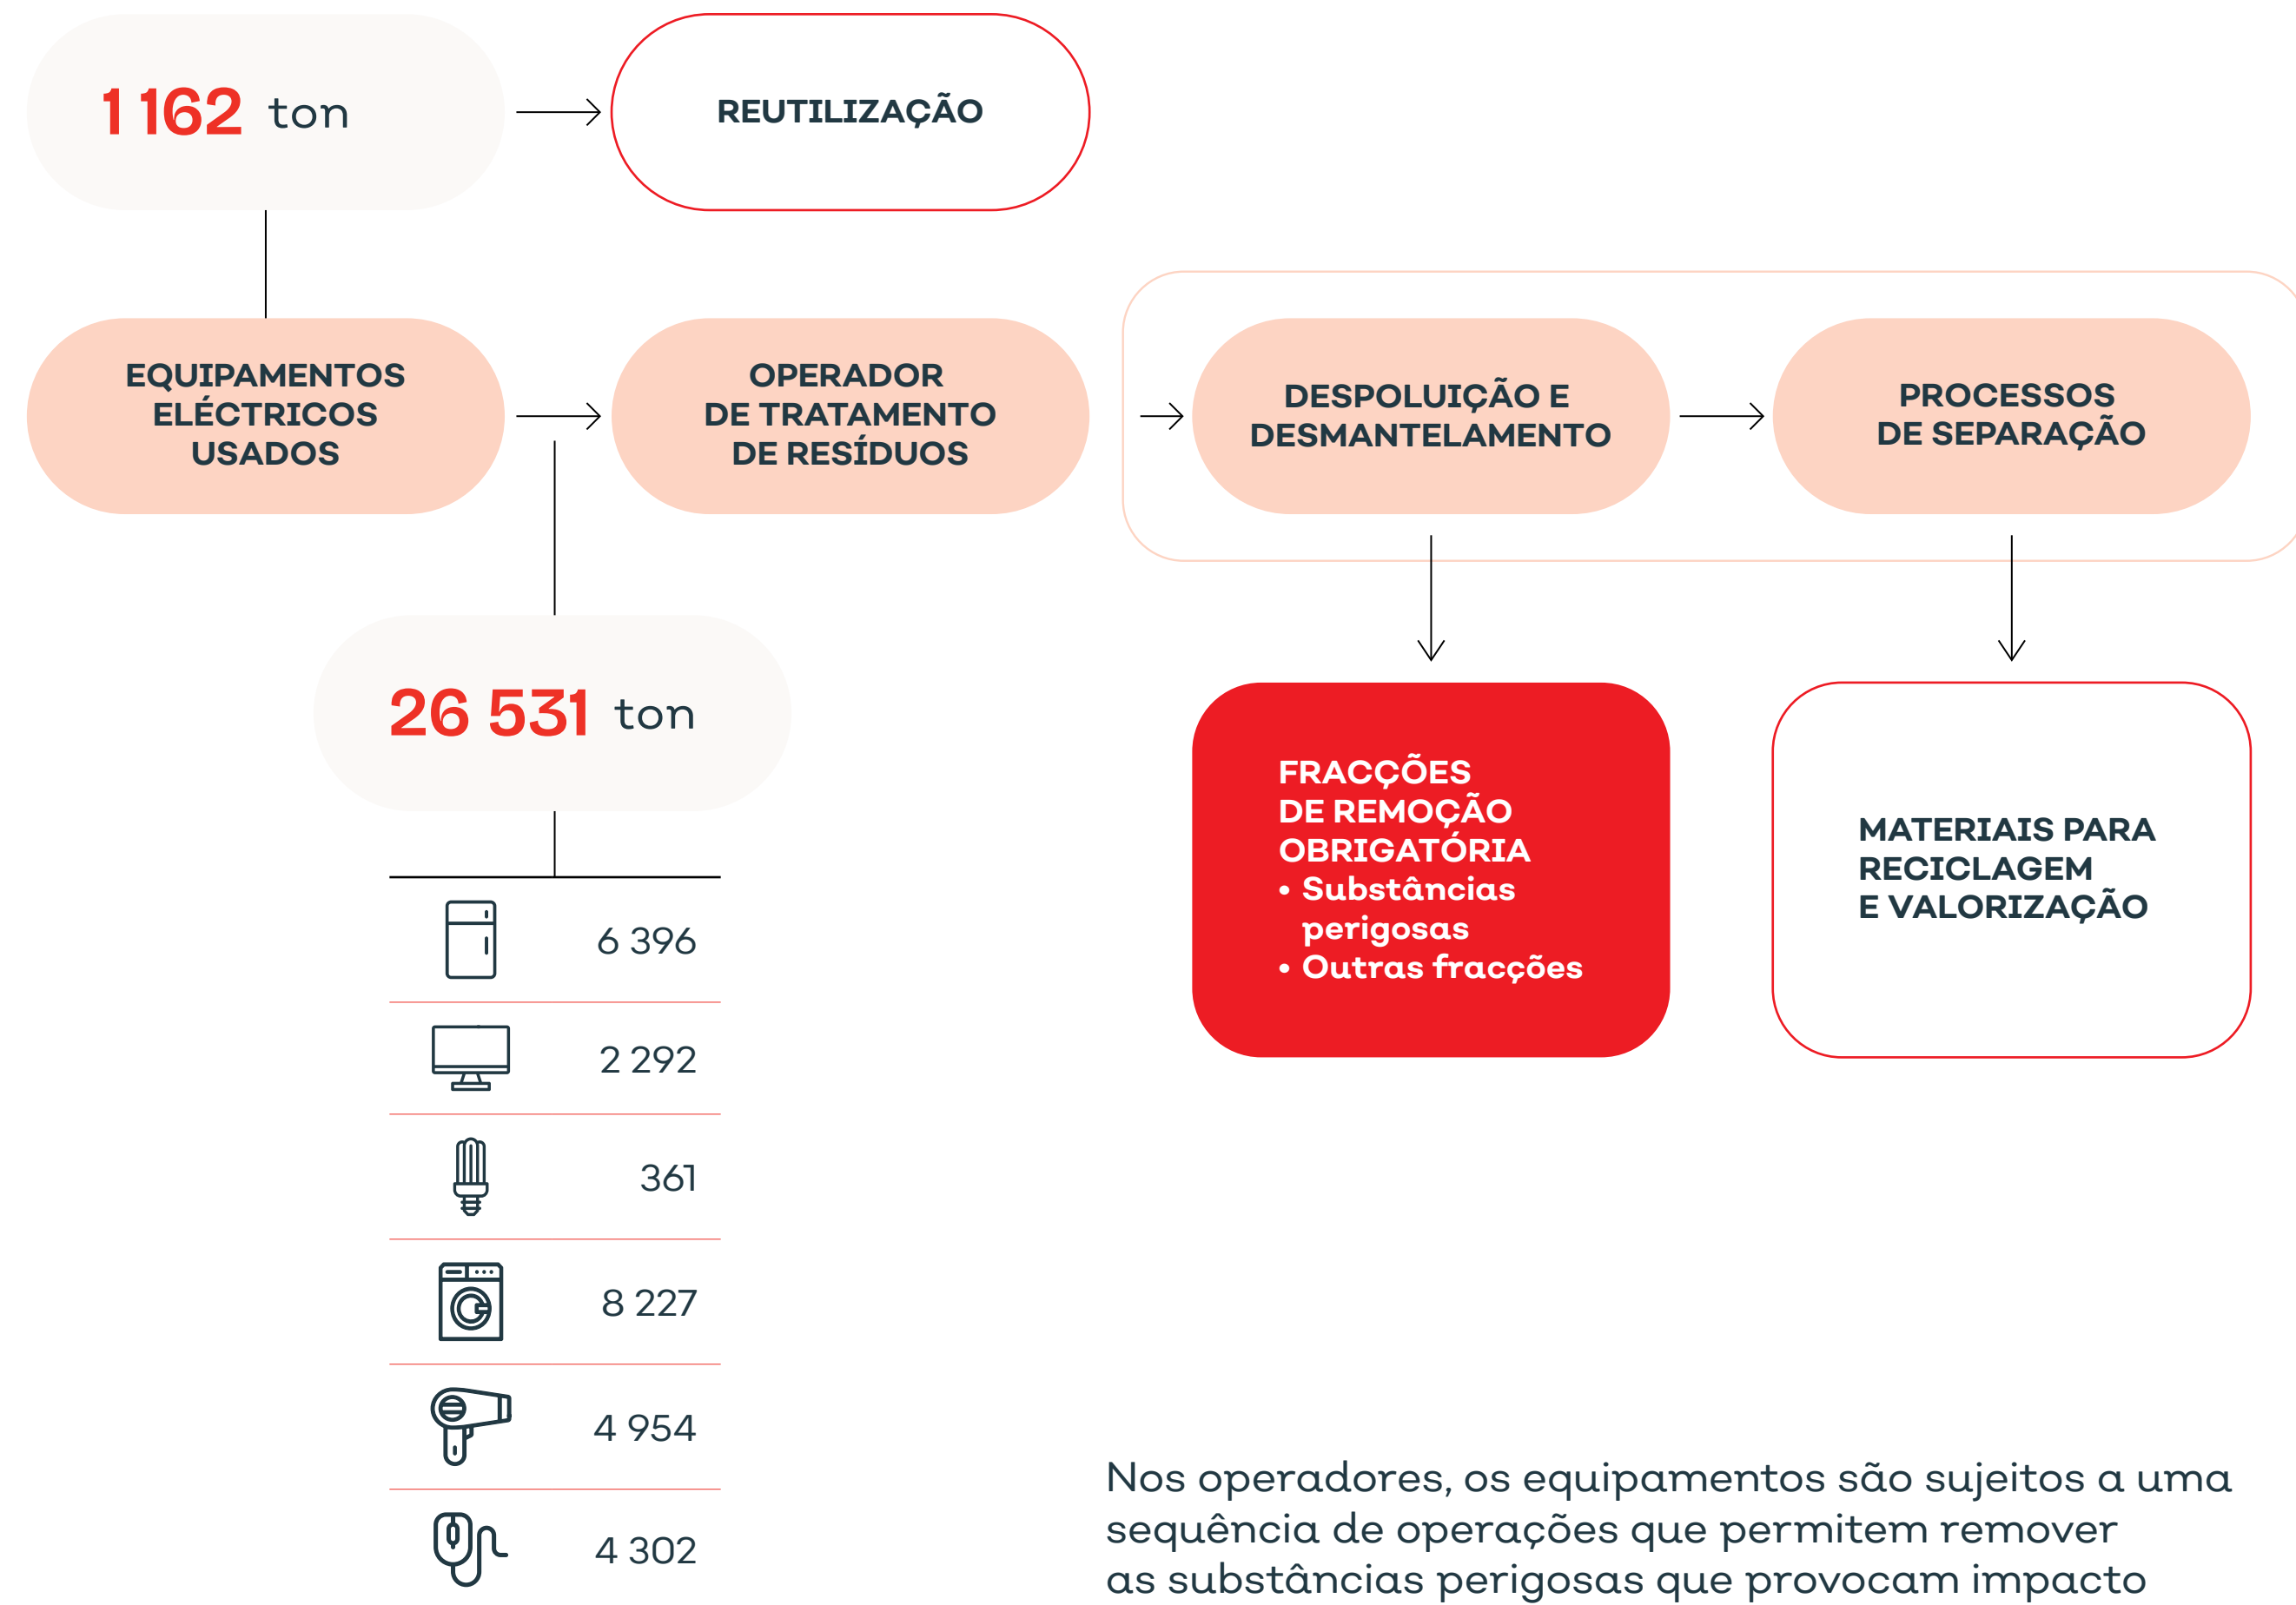 1 162 ton
REUTILIZAÇÃO
EQUIPAMENTOS
ELÉCTRICOS
USADOS
OPERADOR
DE TRATAMENTO
DE RESÍDUOS
DESPOLUIÇÃO E
DESMANTELAMENTO
PROCESSOS
DE SEPARAÇÃO
26 531 ton
6 396
2 292
361
8 227
4 954
4 302
FRACÇÕES
DE REMOÇÃO
OBRIGATÓRIA
• Substâncias
perigosas
• Outras fracções
MATERIAIS PARA
RECICLAGEM
E VALORIZAÇÃO
Nos operadores, os equipamentos são sujeitos a uma
sequência de operações que permitem remover
as substâncias perigosas que provocam impacto